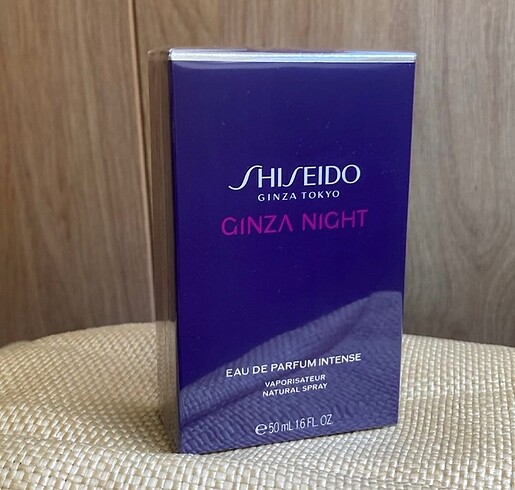 SHISEIDO
GINZA TOKYO
GINZA NIGHT
EAU DE PARFUM INTENSE
VAPORISATEUR
NATURAL SPRAY
℮50 mL 1.6 FL. OZ